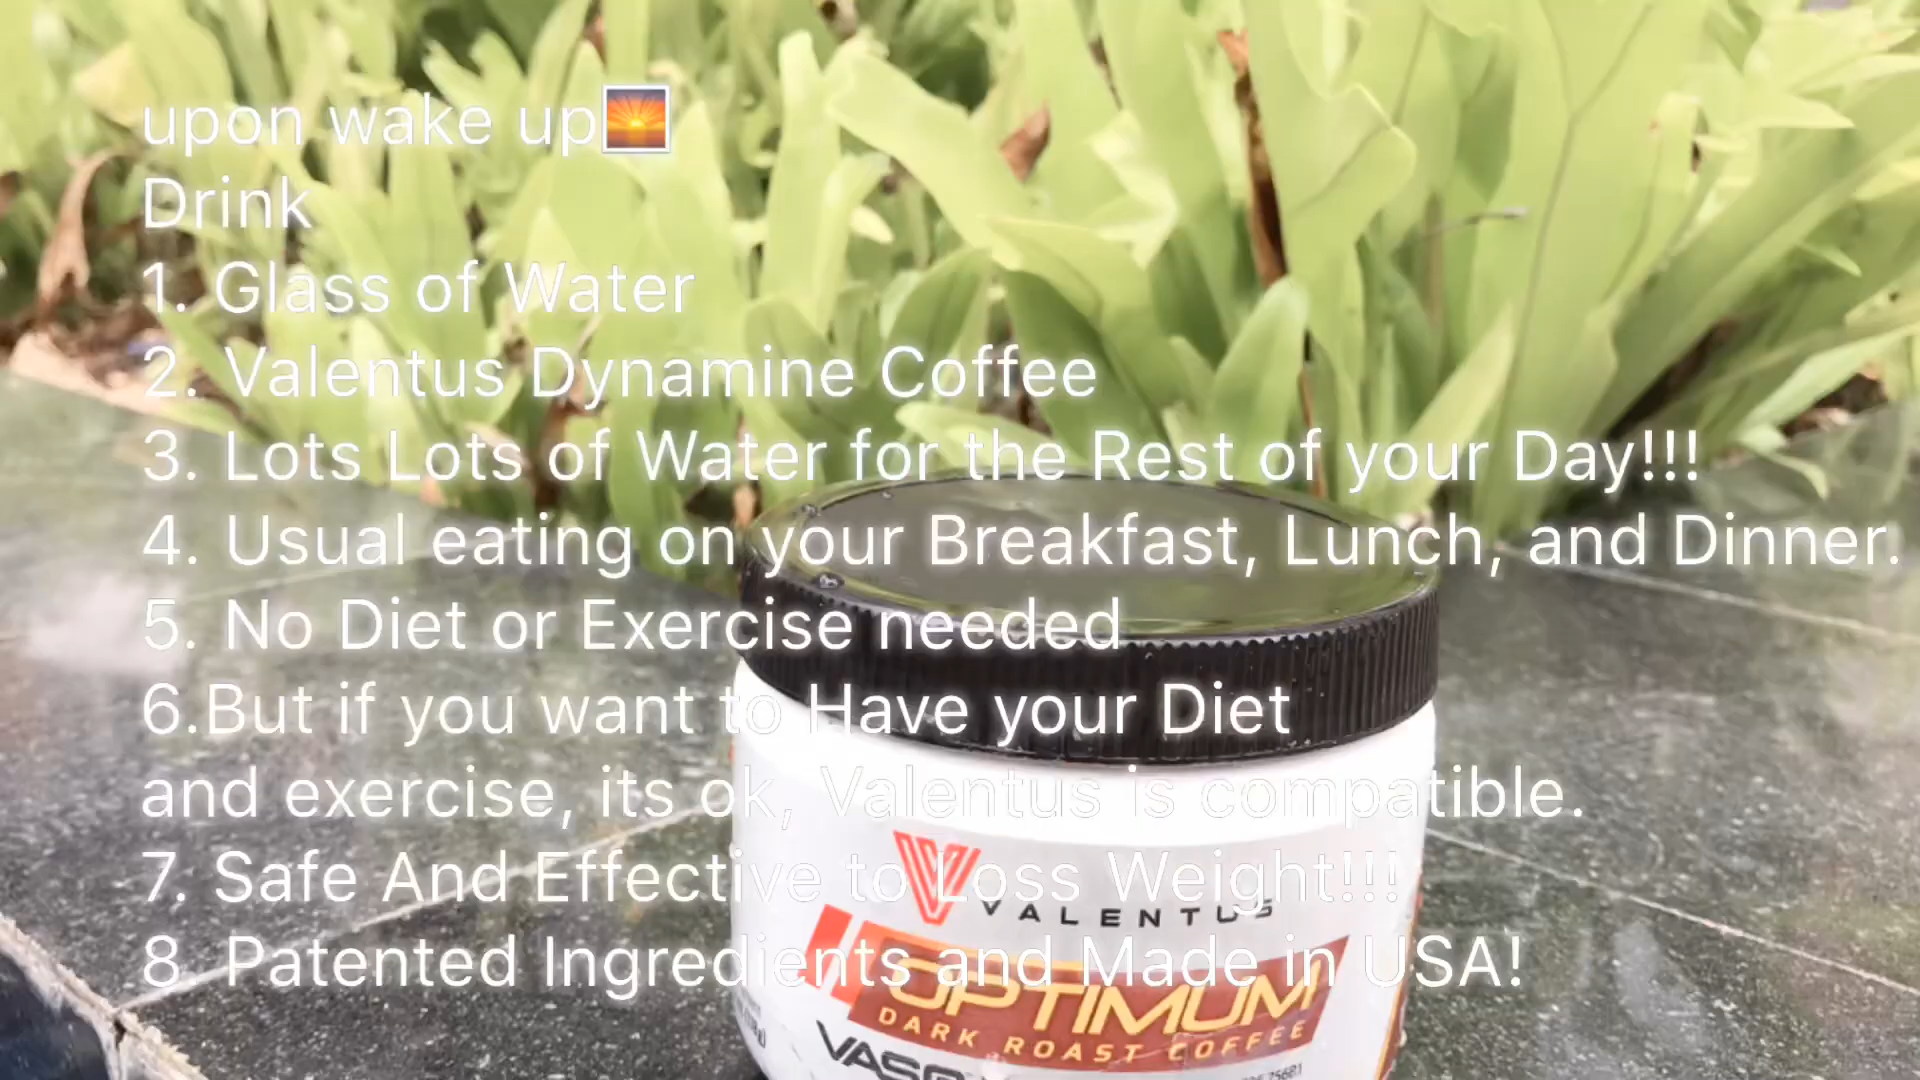 upon wake up🌅
Drink
1. Glass of Water
2. Valentus Dynamine Coffee
3. Lots Lots of Water for the Rest of your Day!!!
4. Usual eating on your Breakfast, Lunch, and Dinner.
5. No Diet or Exercise needed
6.But if you want to Have your Diet
and exercise, its ok, Valentus is compatible.
7. Safe And Effective to Loss Weight!!!
8. Patented Ingredients and Made in USA!
VALENTUS
OPTIMUM
DARK ROAST COFFEE